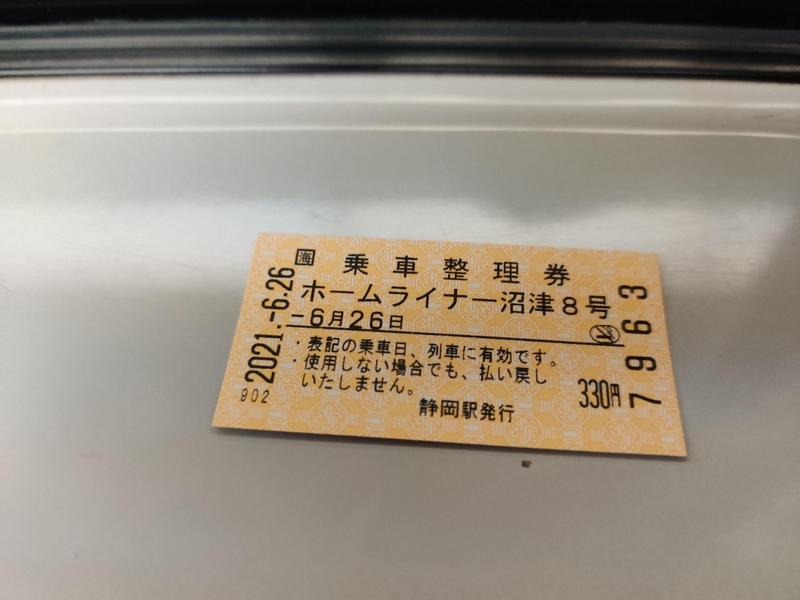 海 乗車整理券
ホームライナー沼津8号
-6月26日
・表記の乗車日、列車に有効です。
・使用しない場合でも、払い戻し
いたしません。
330円
静岡駅発行
2021.-6.26
902
7963